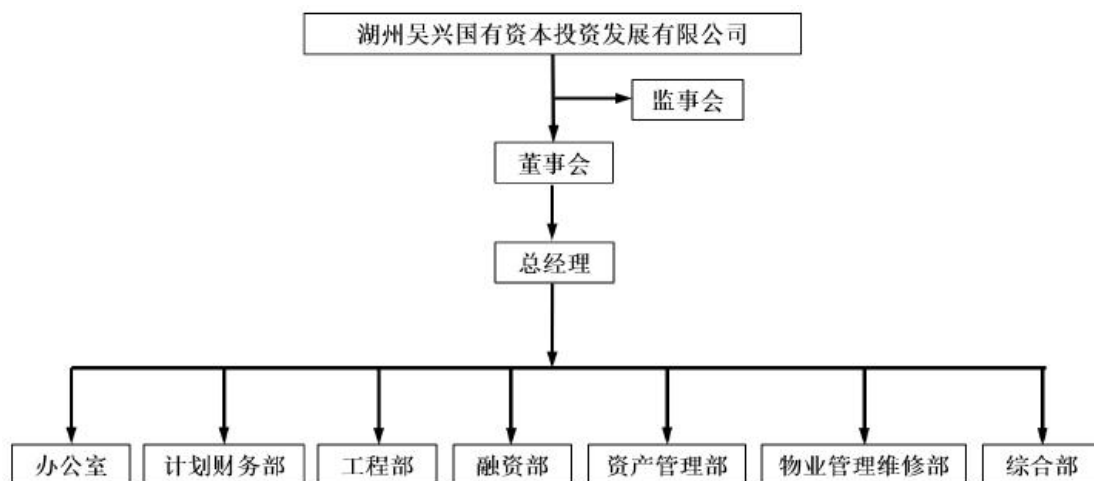 湖州吴兴国有资本投资发展有限公司
监事会
董事会
总经理
办公室
计划财务部
工程部
融资部
资产管理部
物业管理维修部
综合部